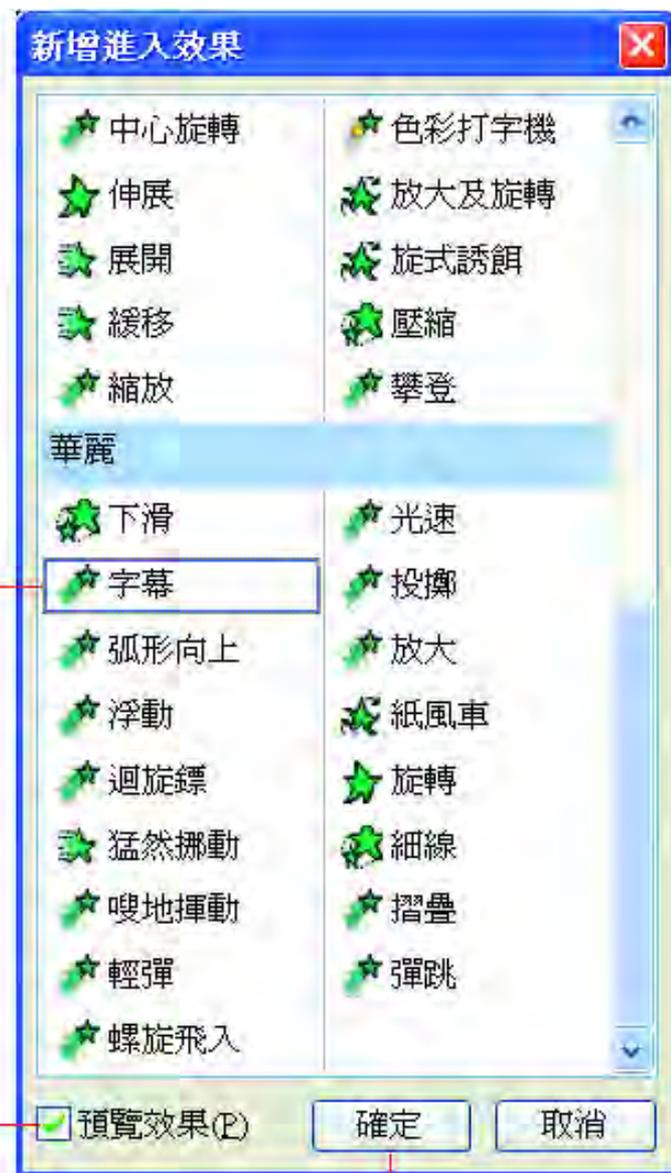 新增進入效果
中心旋轉 色彩打字機
伸展 放大及旋轉
展開 旋式誘餌
緩移 壓縮
縮放 攀登
華麗
下滑 光速
字幕 投擲
弧形向上 放大
浮動 紙風車
迴旋鏢 旋轉
猛然挪動 細線
嗖地揮動 摺疊
輕彈 彈跳
螺旋飛入
預覽效果(P) 確定 取消